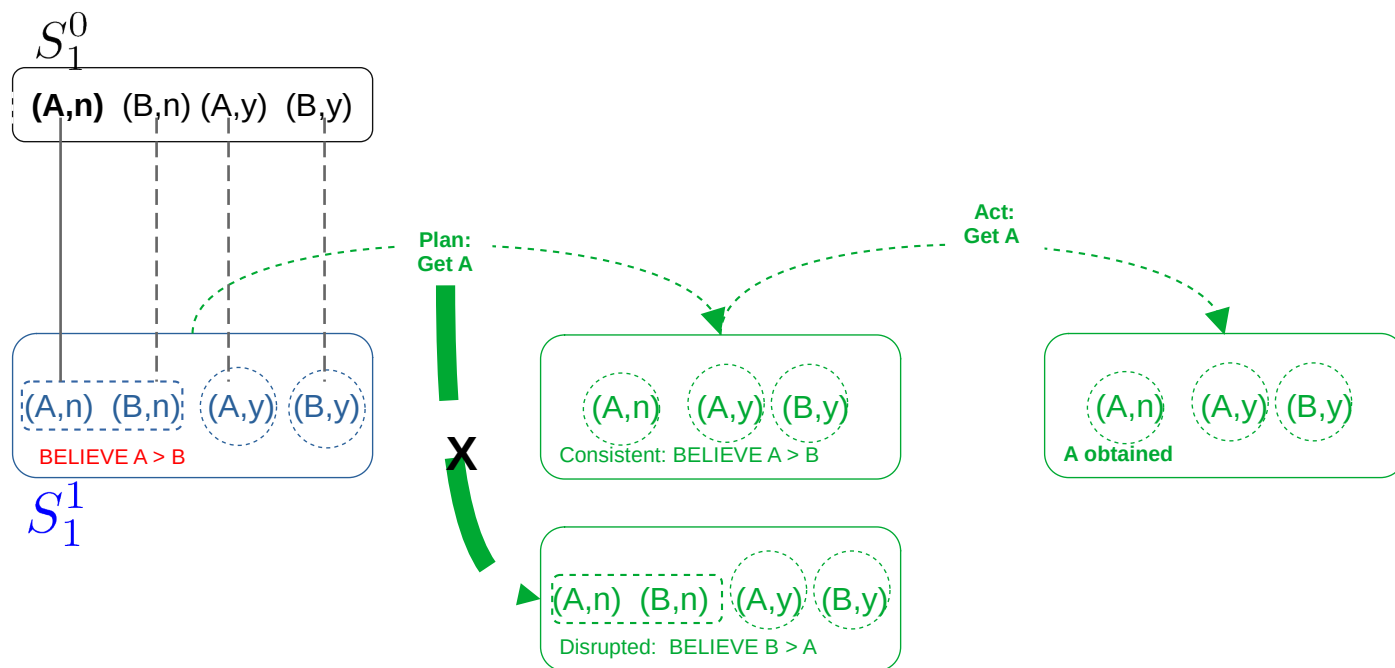 S_1^0
(A,n) (B,n) (A,y) (B,y)
Plan:
Get A
Act:
Get A
(A,n) (B,n) (A,y) (B,y)
BELIEVE A > B
S_1^1
X
(A,n) (A,y) (B,y)
Consistent: BELIEVE A > B
(A,n) (A,y) (B,y)
A obtained
(A,n) (B,n) (A,y) (B,y)
Disrupted: BELIEVE B > A